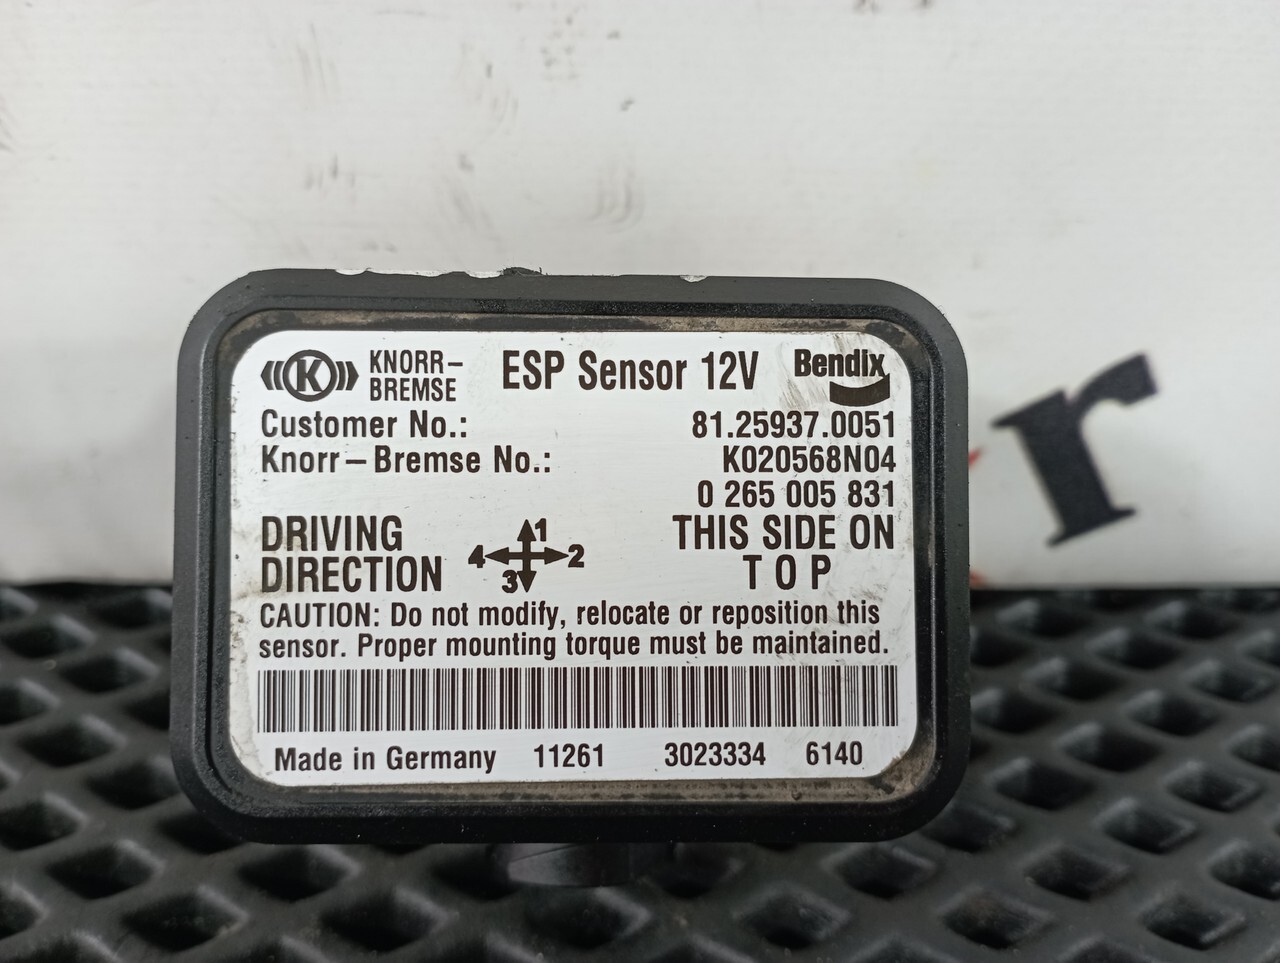 K KNORR-
BREMSE
ESP Sensor 12V
Bendix
Customer No.: 81.25937.0051
Knorr-Bremse No.: K020568N04
0 265 005 831
DRIVING
DIRECTION
1
4 2
3
THIS SIDE ON
TOP
CAUTION: Do not modify, relocate or reposition this
sensor. Proper mounting torque must be maintained.
Made in Germany 11261 3023334 6140
r